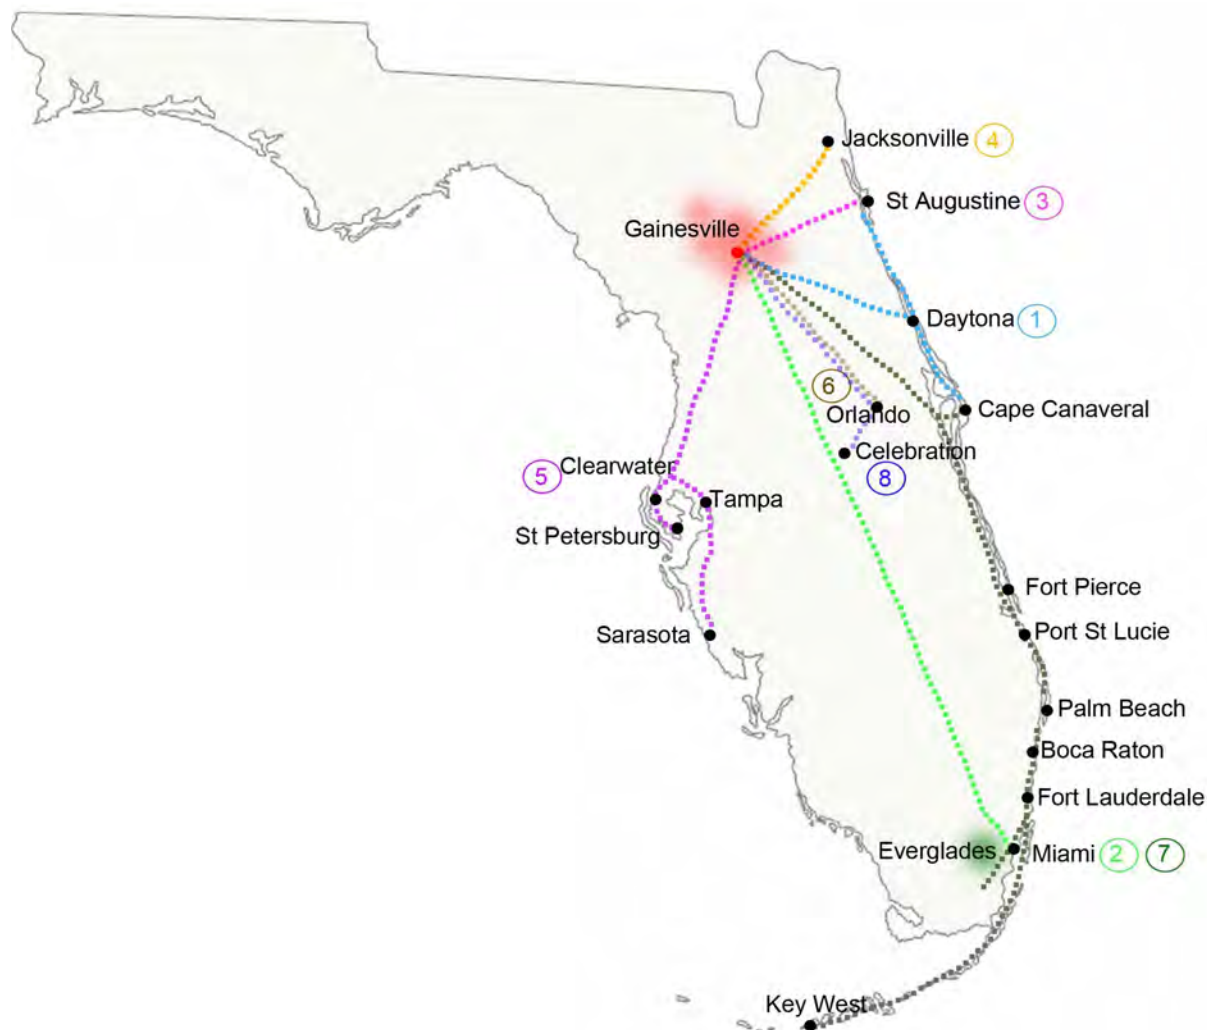 Jacksonville 4
St Augustine 3
Gainesville
Daytona 1
6
Orlando
Cape Canaveral
Celebration
8
5 Clearwater
Tampa
St Petersburg
Fort Pierce
Sarasota
Port St Lucie
Palm Beach
Boca Raton
Fort Lauderdale
Everglades
Miami 2 7
Key West